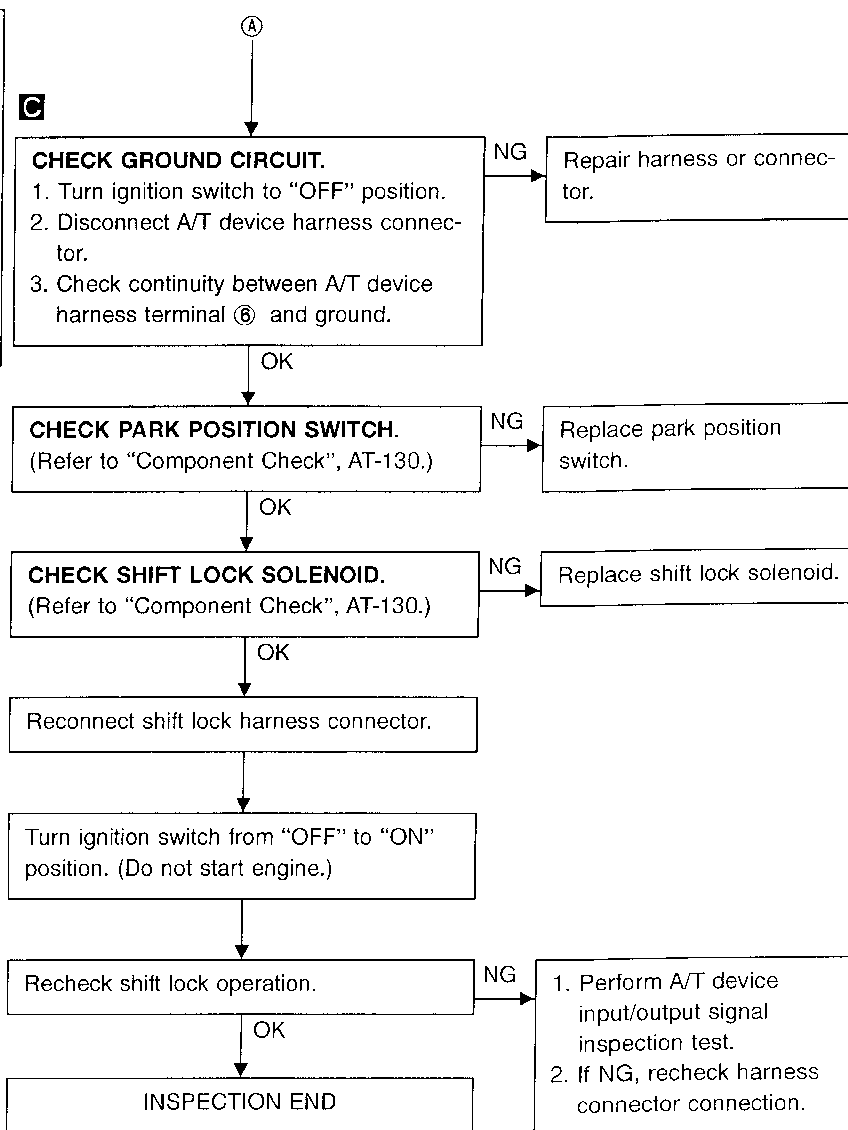 Ⓐ
C
CHECK GROUND CIRCUIT.
1. Turn ignition switch to “OFF” position.
2. Disconnect A/T device harness connec-
tor.
3. Check continuity between A/T device
harness terminal ⑥ and ground.
NG
Repair harness or connec-
tor.
OK
CHECK PARK POSITION SWITCH.
(Refer to “Component Check”, AT-130.)
NG
Replace park position
switch.
OK
CHECK SHIFT LOCK SOLENOID.
(Refer to “Component Check”, AT-130.)
NG
Replace shift lock solenoid.
OK
Reconnect shift lock harness connector.
Turn ignition switch from “OFF” to “ON”
position. (Do not start engine.)
Recheck shift lock operation.
NG
1. Perform A/T device
input/output signal
inspection test.
2. If NG, recheck harness
connector connection.
OK
INSPECTION END